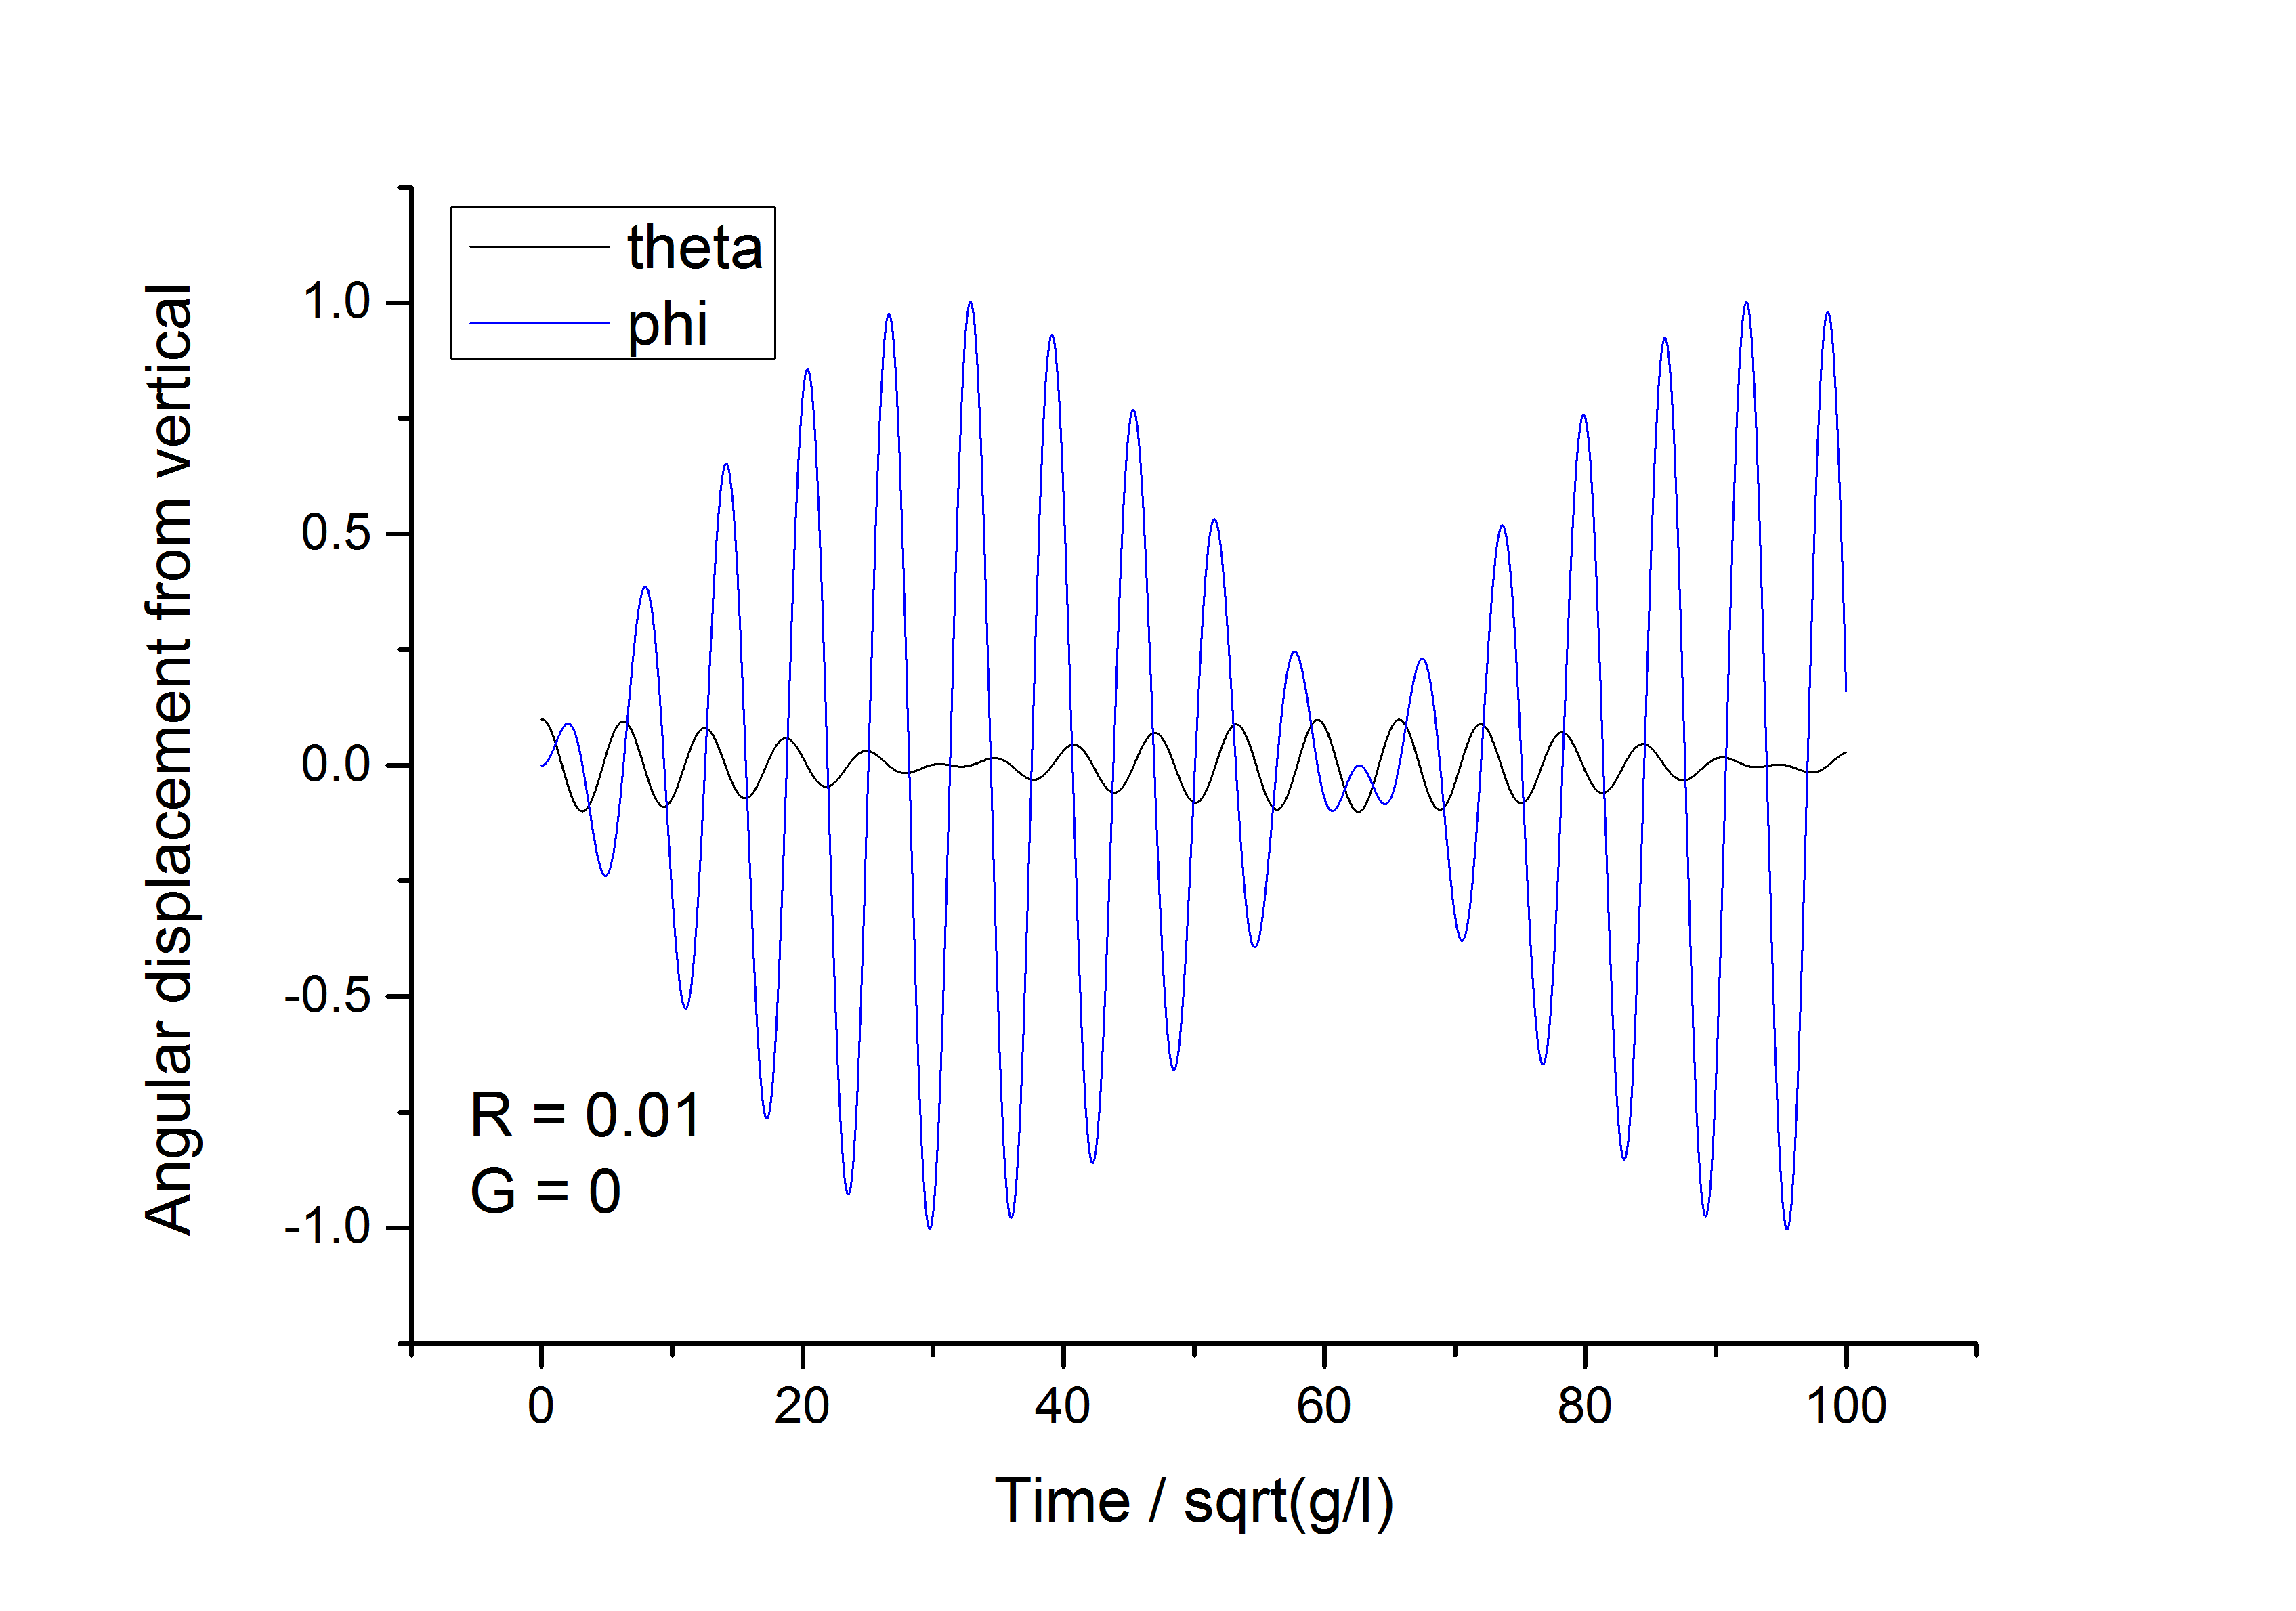 theta
phi
1.0
0.5
0.0
-0.5
-1.0
Angular displacement from vertical
R = 0.01
G = 0
0 20 40 60 80 100
Time / sqrt(g/l)